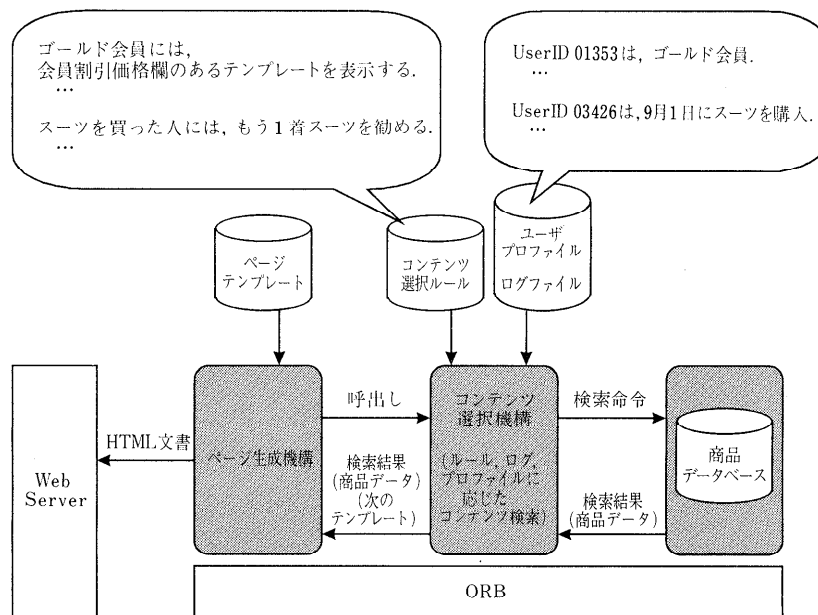 ゴールド会員には,
会員割引価格欄のあるテンプレートを表示する.
…
スーツを買った人には, もう1着スーツを勧める.
…
UserID 01353は, ゴールド会員.
…
UserID 03426は, 9月1日にスーツを購入.
…
ページ
テンプレート
コンテンツ
選択ルール
ユーザ
プロファイル
ログファイル
Web
Server
HTML文書
ページ生成機構
呼出し
検索結果
(商品データ)
(次の
テンプレート)
コンテンツ
選択機構
(ルール, ログ,
プロファイルに
応じた
コンテンツ検索)
検索命令
検索結果
(商品データ)
商品
データベース
ORB